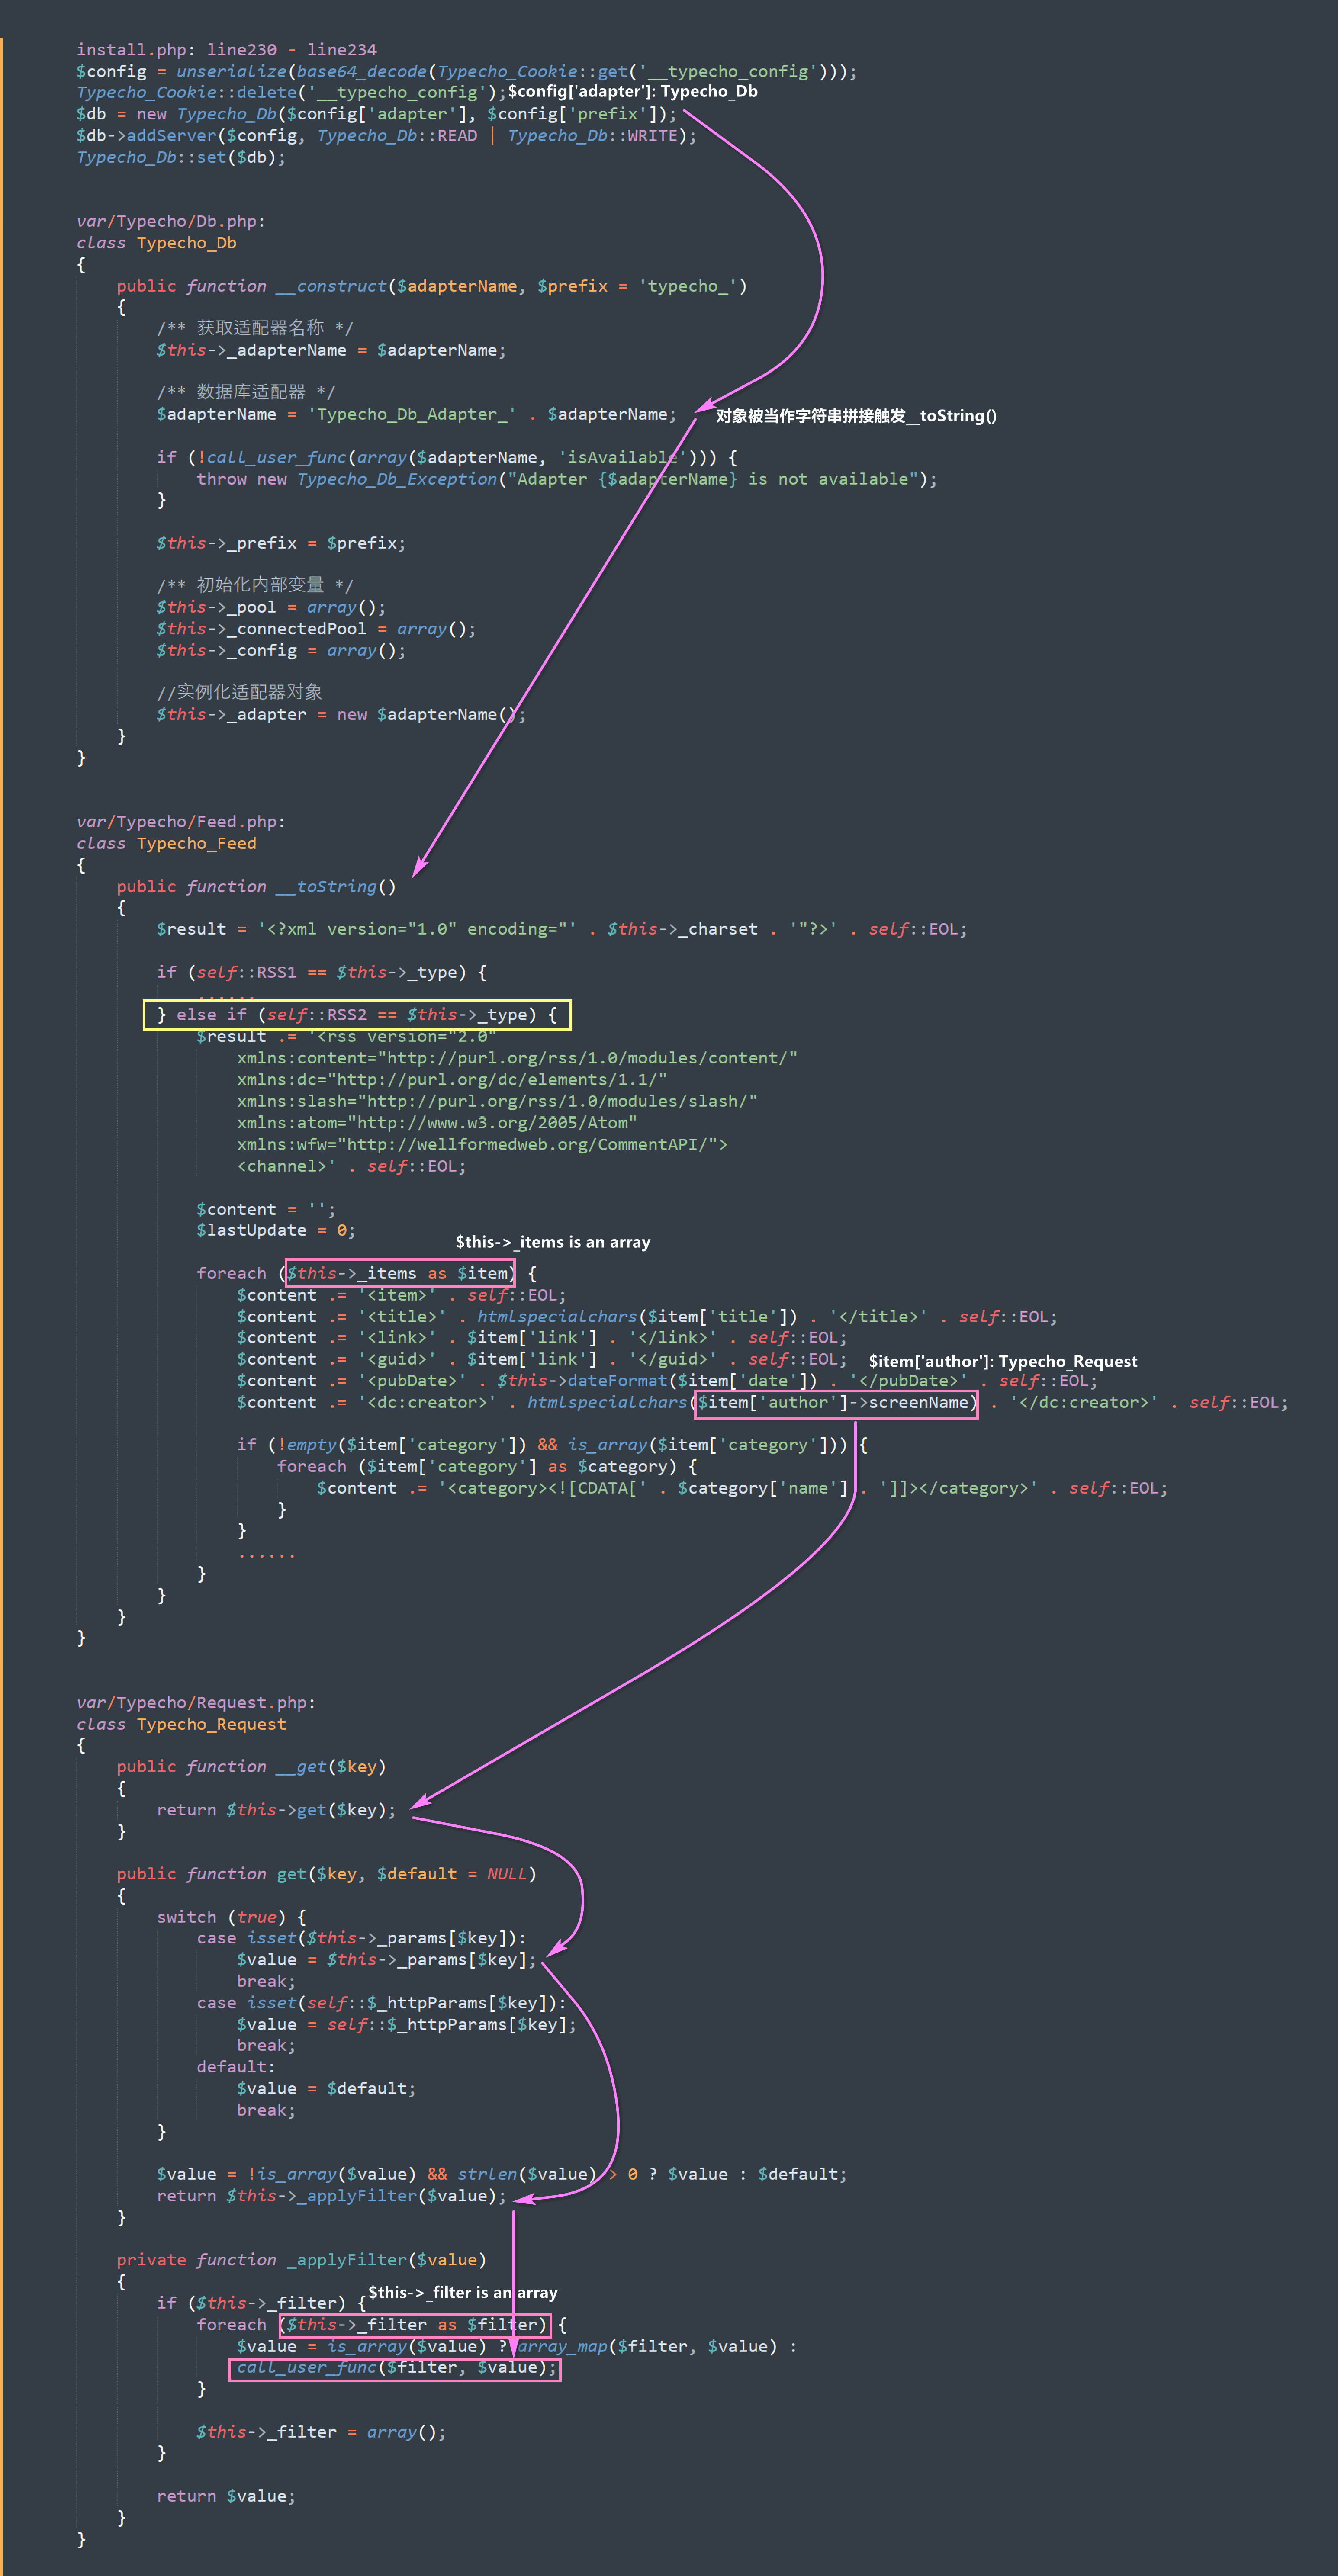 install.php: line230 - line234
$config = unserialize(base64_decode(Typecho_Cookie::get('__typecho_config')));
Typecho_Cookie::delete('__typecho_config'); $config['adapter']: Typecho_Db
$db = new Typecho_Db($config['adapter'], $config['prefix']);
$db->addServer($config, Typecho_Db::READ | Typecho_Db::WRITE);
Typecho_Db::set($db);
var/Typecho/Db.php:
class Typecho_Db
{
public function __construct($adapterName, $prefix = 'typecho_')
{
/** 获取适配器名称 */
$this->_adapterName = $adapterName;
/** 数据库适配器 */
$adapterName = 'Typecho_Db_Adapter_' . $adapterName; 对象被当作字符串拼接触发__toString()
if (!call_user_func(array($adapterName, 'isAvailable'))) {
throw new Typecho_Db_Exception("Adapter {$adapterName} is not available");
}
$this->_prefix = $prefix;
/** 初始化内部变量 */
$this->_pool = array();
$this->_connectedPool = array();
$this->_config = array();
//实例化适配器对象
$this->_adapter = new $adapterName();
}
}
var/Typecho/Feed.php:
class Typecho_Feed
{
public function __toString()
{
$result = '<?xml version="1.0" encoding="' . $this->_charset . '"?>' . self::EOL;
if (self::RSS1 == $this->_type) {
......
} else if (self::RSS2 == $this->_type) {
$result .= '<rss version="2.0"
xmlns:content="http://purl.org/rss/1.0/modules/content/"
xmlns:dc="http://purl.org/dc/elements/1.1/"
xmlns:slash="http://purl.org/rss/1.0/modules/slash/"
xmlns:atom="http://www.w3.org/2005/Atom"
xmlns:wfw="http://wellformedweb.org/CommentAPI/">
<channel>' . self::EOL;
$content = '';
$lastUpdate = 0;
$this->_items is an array
foreach ($this->_items as $item) {
$content .= '<item>' . self::EOL;
$content .= '<title>' . htmlspecialchars($item['title']) . '</title>' . self::EOL;
$content .= '<link>' . $item['link'] . '</link>' . self::EOL;
$content .= '<guid>' . $item['link'] . '</guid>' . self::EOL; $item['author']: Typecho_Request
$content .= '<pubDate>' . $this->dateFormat($item['date']) . '</pubDate>' . self::EOL;
$content .= '<dc:creator>' . htmlspecialchars($item['author']->screenName) . '</dc:creator>' . self::EOL;
if (!empty($item['category']) && is_array($item['category'])) {
foreach ($item['category'] as $category) {
$content .= '<category><![CDATA[' . $category['name'] . ']]></category>' . self::EOL;
}
}
......
}
}
}
}
var/Typecho/Request.php:
class Typecho_Request
{
public function __get($key)
{
return $this->get($key);
}
public function get($key, $default = NULL)
{
switch (true) {
case isset($this->_params[$key]):
$value = $this->_params[$key];
break;
case isset(self::$_httpParams[$key]):
$value = self::$_httpParams[$key];
break;
default:
$value = $default;
break;
}
$value = !is_array($value) && strlen($value) > 0 ? $value : $default;
return $this->_applyFilter($value);
}
private function _applyFilter($value)
{
if ($this->_filter) { $this->_filter is an array
foreach ($this->_filter as $filter) {
$value = is_array($value) ? array_map($filter, $value) :
call_user_func($filter, $value);
}
$this->_filter = array();
}
return $value;
}
}